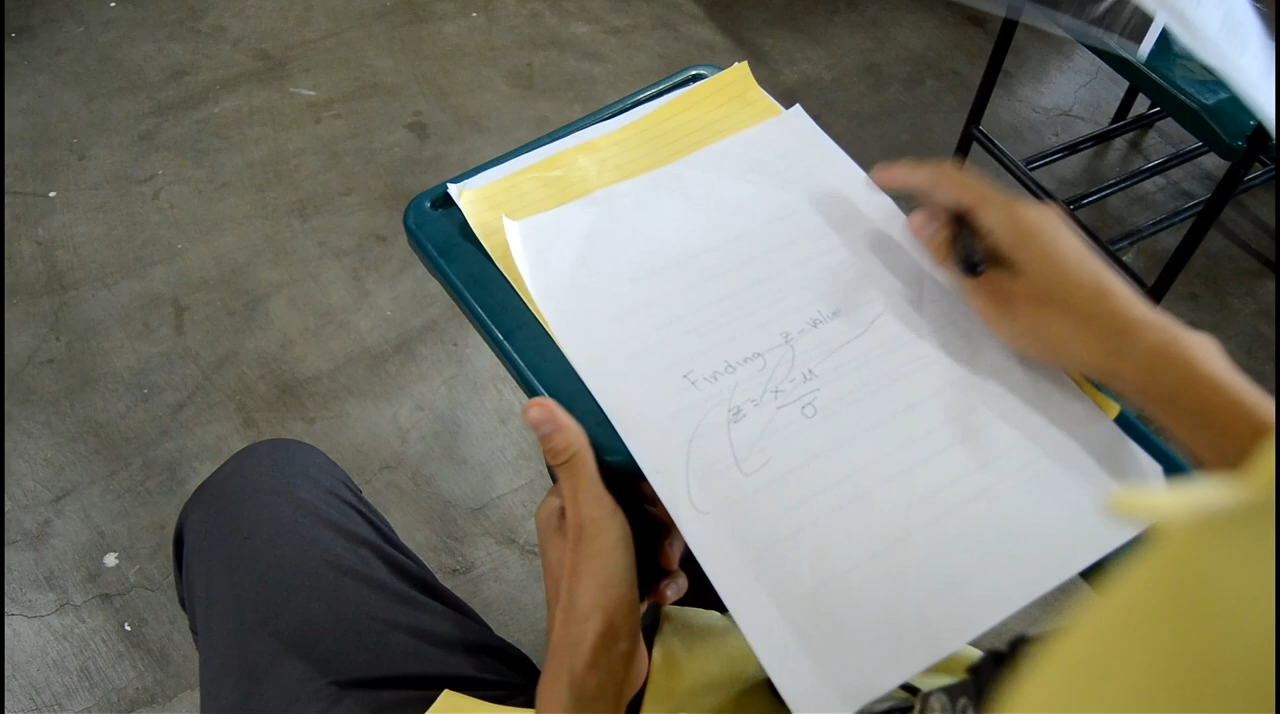 Finding z-value
z = x - μ
σ